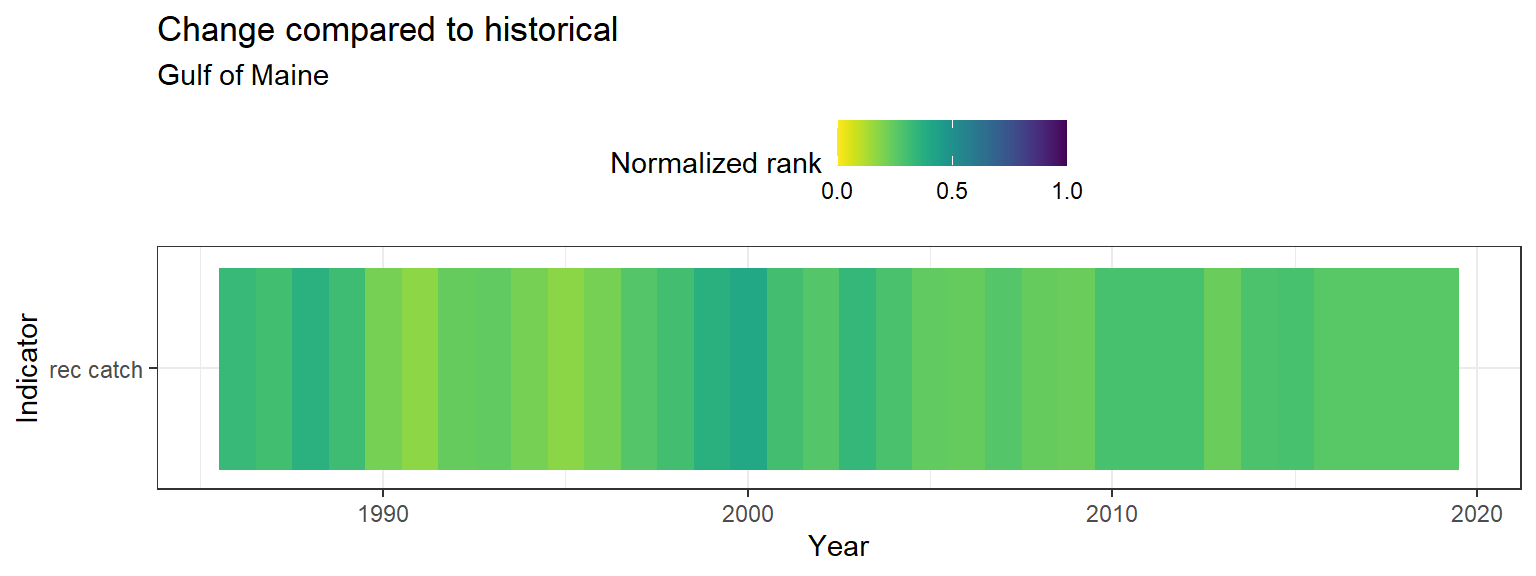 Change compared to historical
Gulf of Maine
Normalized rank
0.0 0.5 1.0
Indicator
rec catch
1990 2000 2010 2020
Year